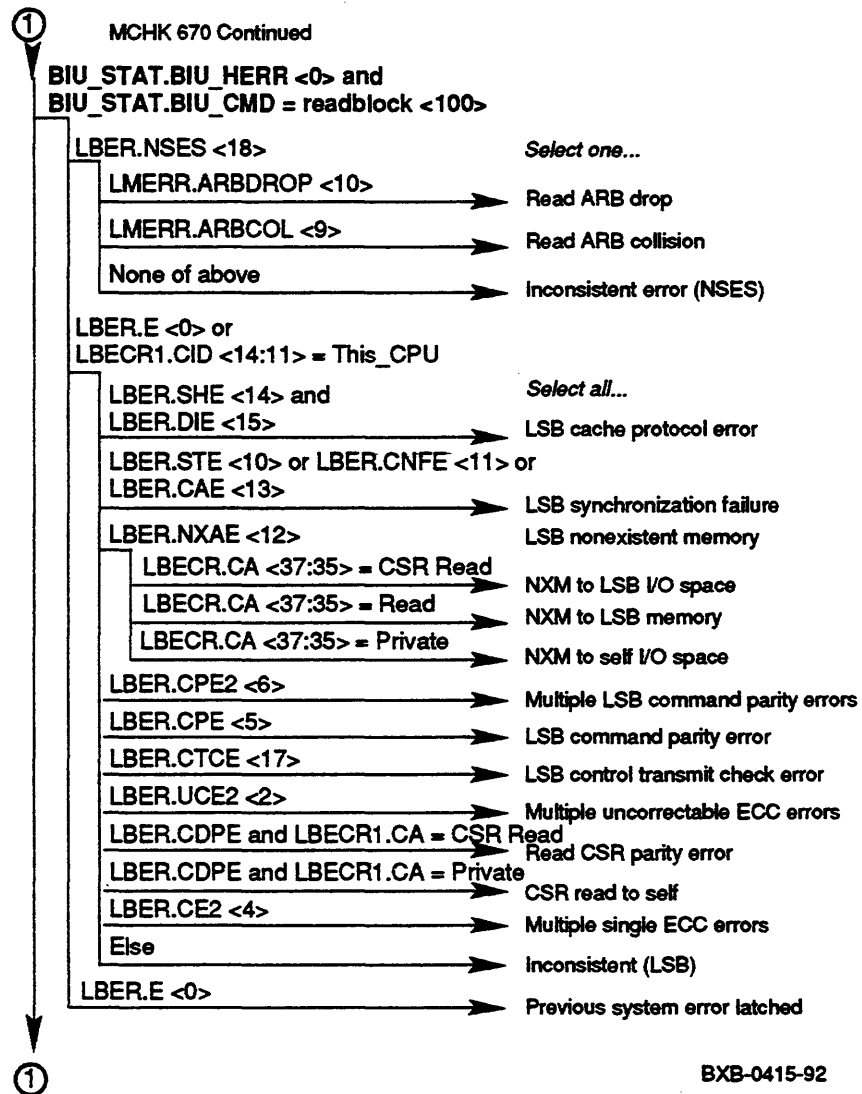 ①
MCHK 670 Continued
BIU_STAT.BIU_HERR <0> and
BIU_STAT.BIU_CMD = readblock <100>
LBER.NSES <18>
Select one...
LMERR.ARBDROP <10>
Read ARB drop
LMERR.ARBCOL <9>
Read ARB collision
None of above
Inconsistent error (NSES)
LBER.E <0> or
LBECR1.CID <14:11> = This_CPU
LBER.SHE <14> and
Select all...
LBER.DIE <15>
LSB cache protocol error
LBER.STE <10> or LBER.CNFE <11> or
LBER.CAE <13>
LSB synchronization failure
LBER.NXAE <12>
LSB nonexistent memory
LBECR.CA <37:35> = CSR Read
NXM to LSB I/O space
LBECR.CA <37:35> = Read
NXM to LSB memory
LBECR.CA <37:35> = Private
NXM to self I/O space
LBER.CPE2 <6>
Multiple LSB command parity errors
LBER.CPE <5>
LSB command parity error
LBER.CTCE <17>
LSB control transmit check error
LBER.UCE2 <2>
Multiple uncorrectable ECC errors
LBER.CDPE and LBECR1.CA = CSR Read
Read CSR parity error
LBER.CDPE and LBECR1.CA = Private
CSR read to self
LBER.CE2 <4>
Multiple single ECC errors
Else
Inconsistent (LSB)
LBER.E <0>
Previous system error latched
①
BXB-0415-92